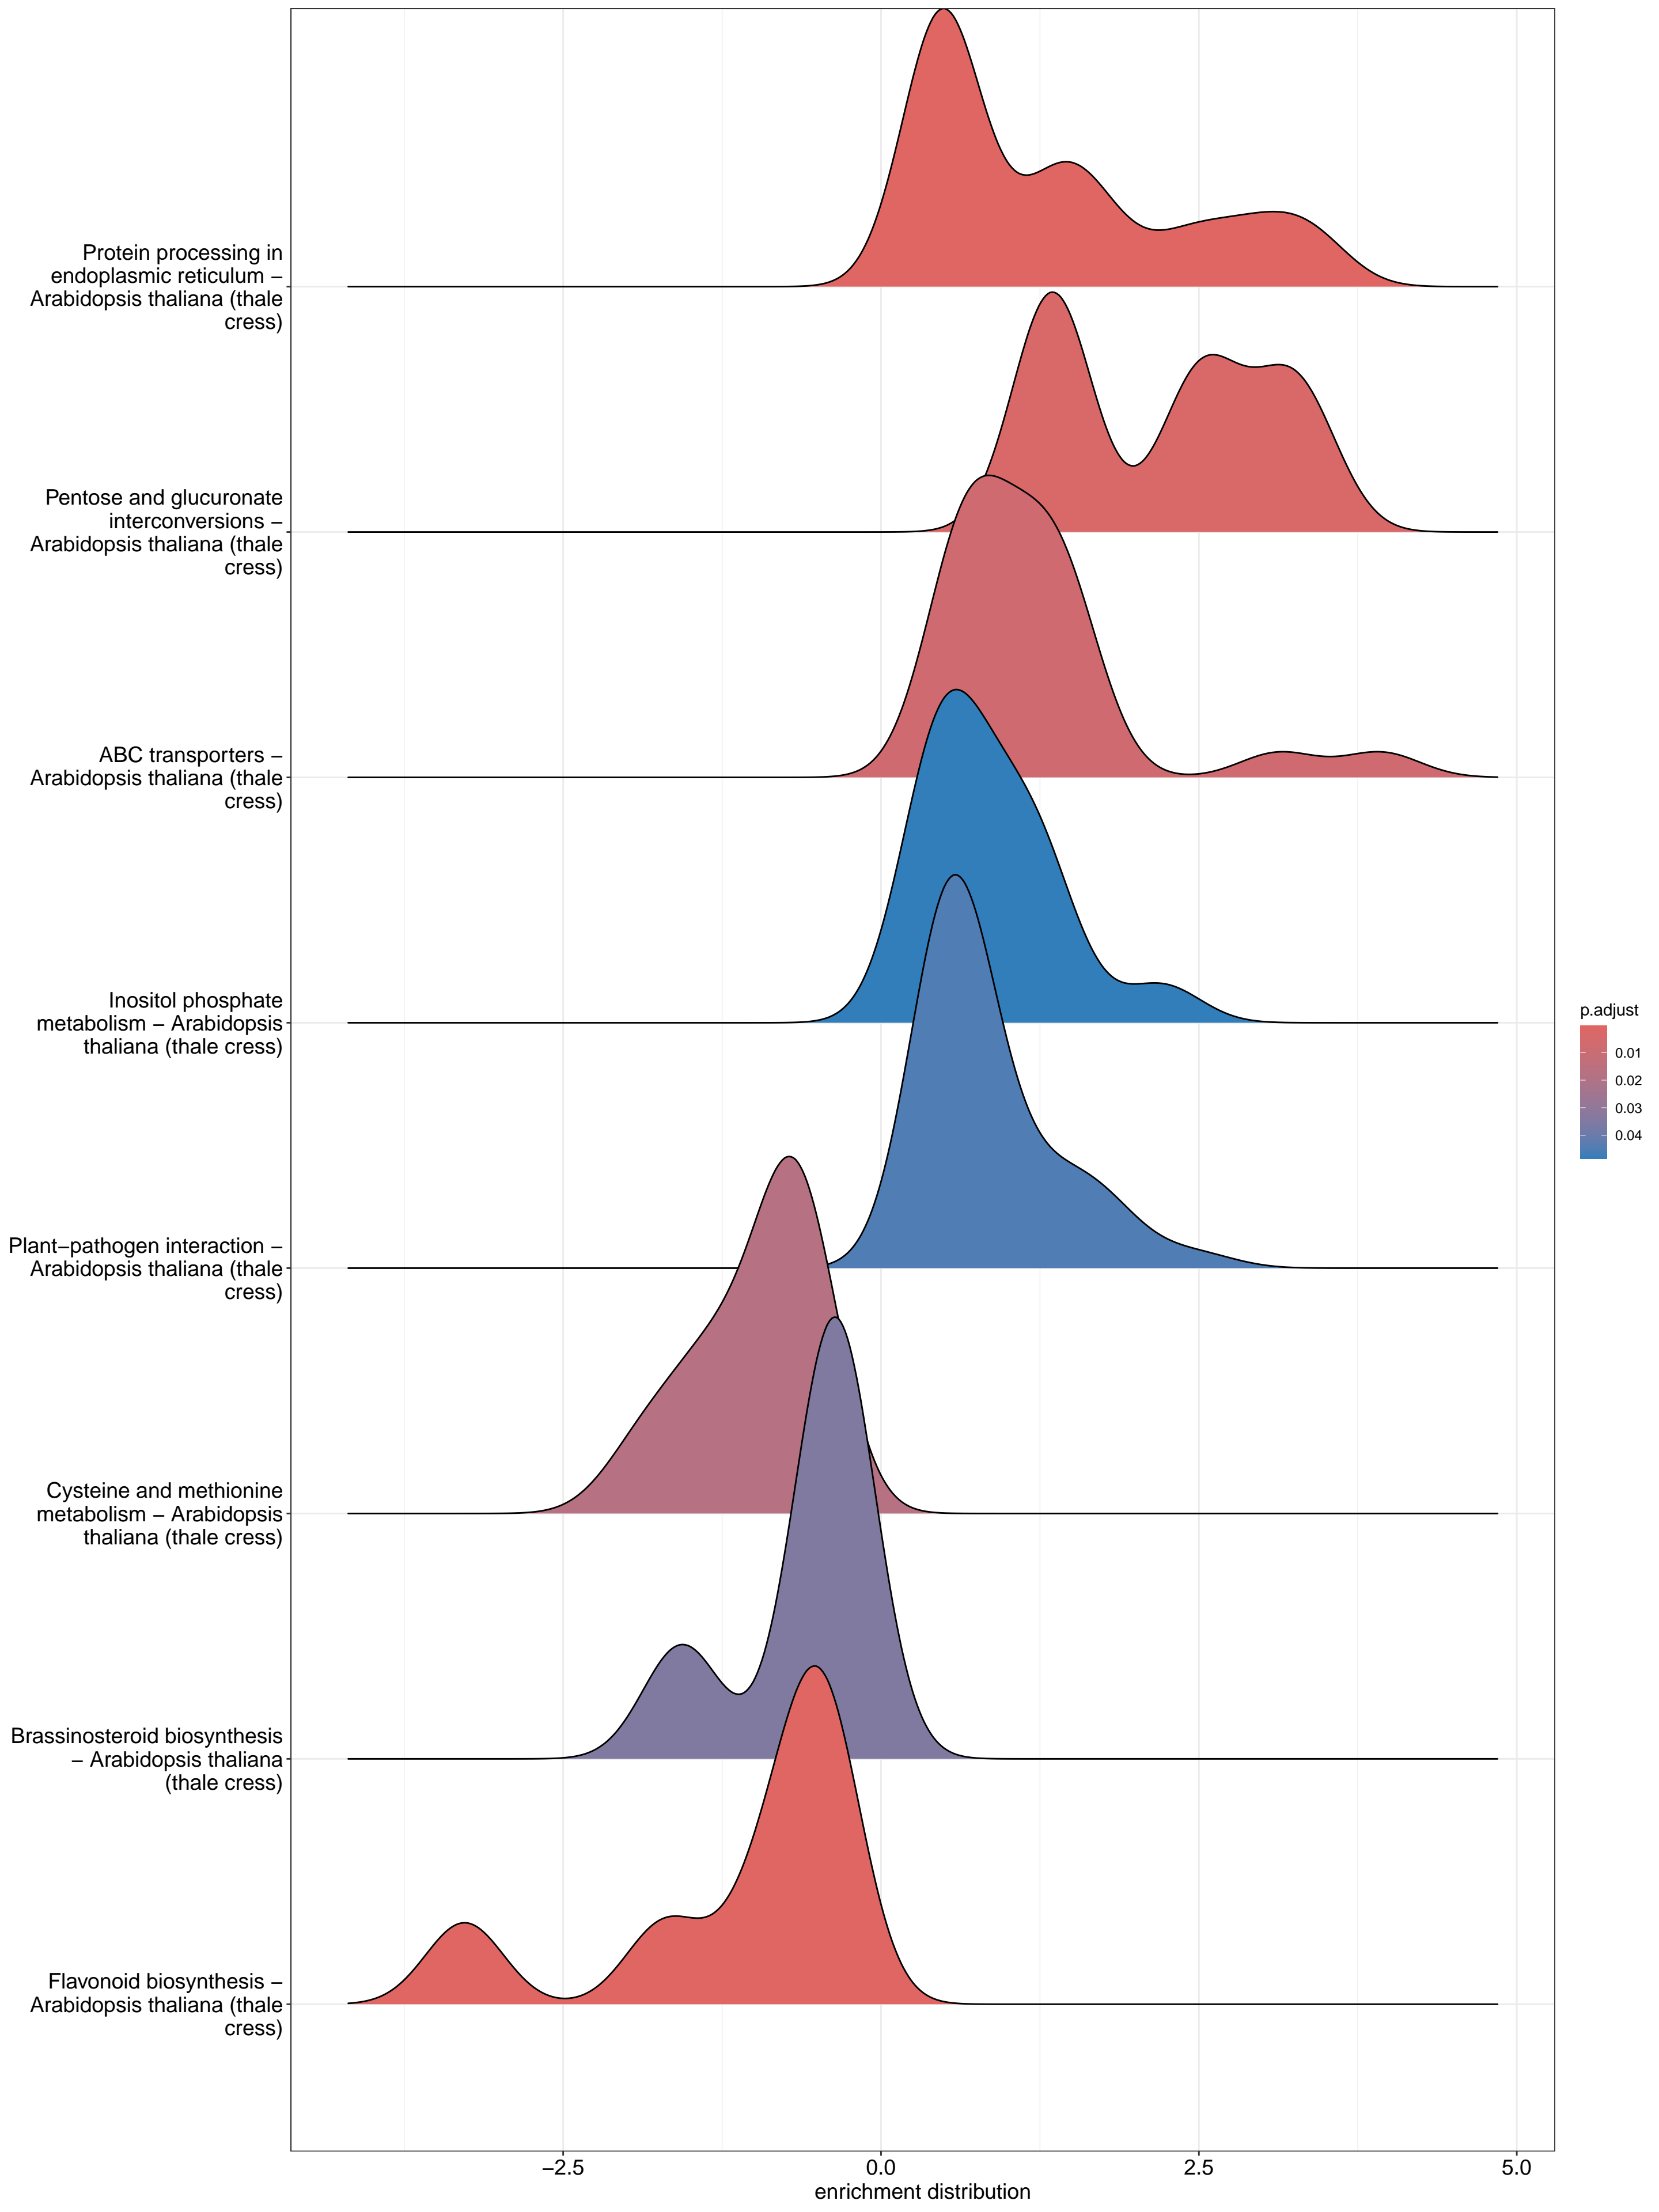 Protein processing in
endoplasmic reticulum –
Arabidopsis thaliana (thale
cress)
Pentose and glucuronate
interconversions –
Arabidopsis thaliana (thale
cress)
ABC transporters –
Arabidopsis thaliana (thale
cress)
Inositol phosphate
metabolism – Arabidopsis
thaliana (thale cress)
Plant–pathogen interaction –
Arabidopsis thaliana (thale
cress)
Cysteine and methionine
metabolism – Arabidopsis
thaliana (thale cress)
Brassinosteroid biosynthesis
– Arabidopsis thaliana
(thale cress)
Flavonoid biosynthesis –
Arabidopsis thaliana (thale
cress)
−2.5 0.0 2.5 5.0
enrichment distribution
p.adjust
0.01
0.02
0.03
0.04